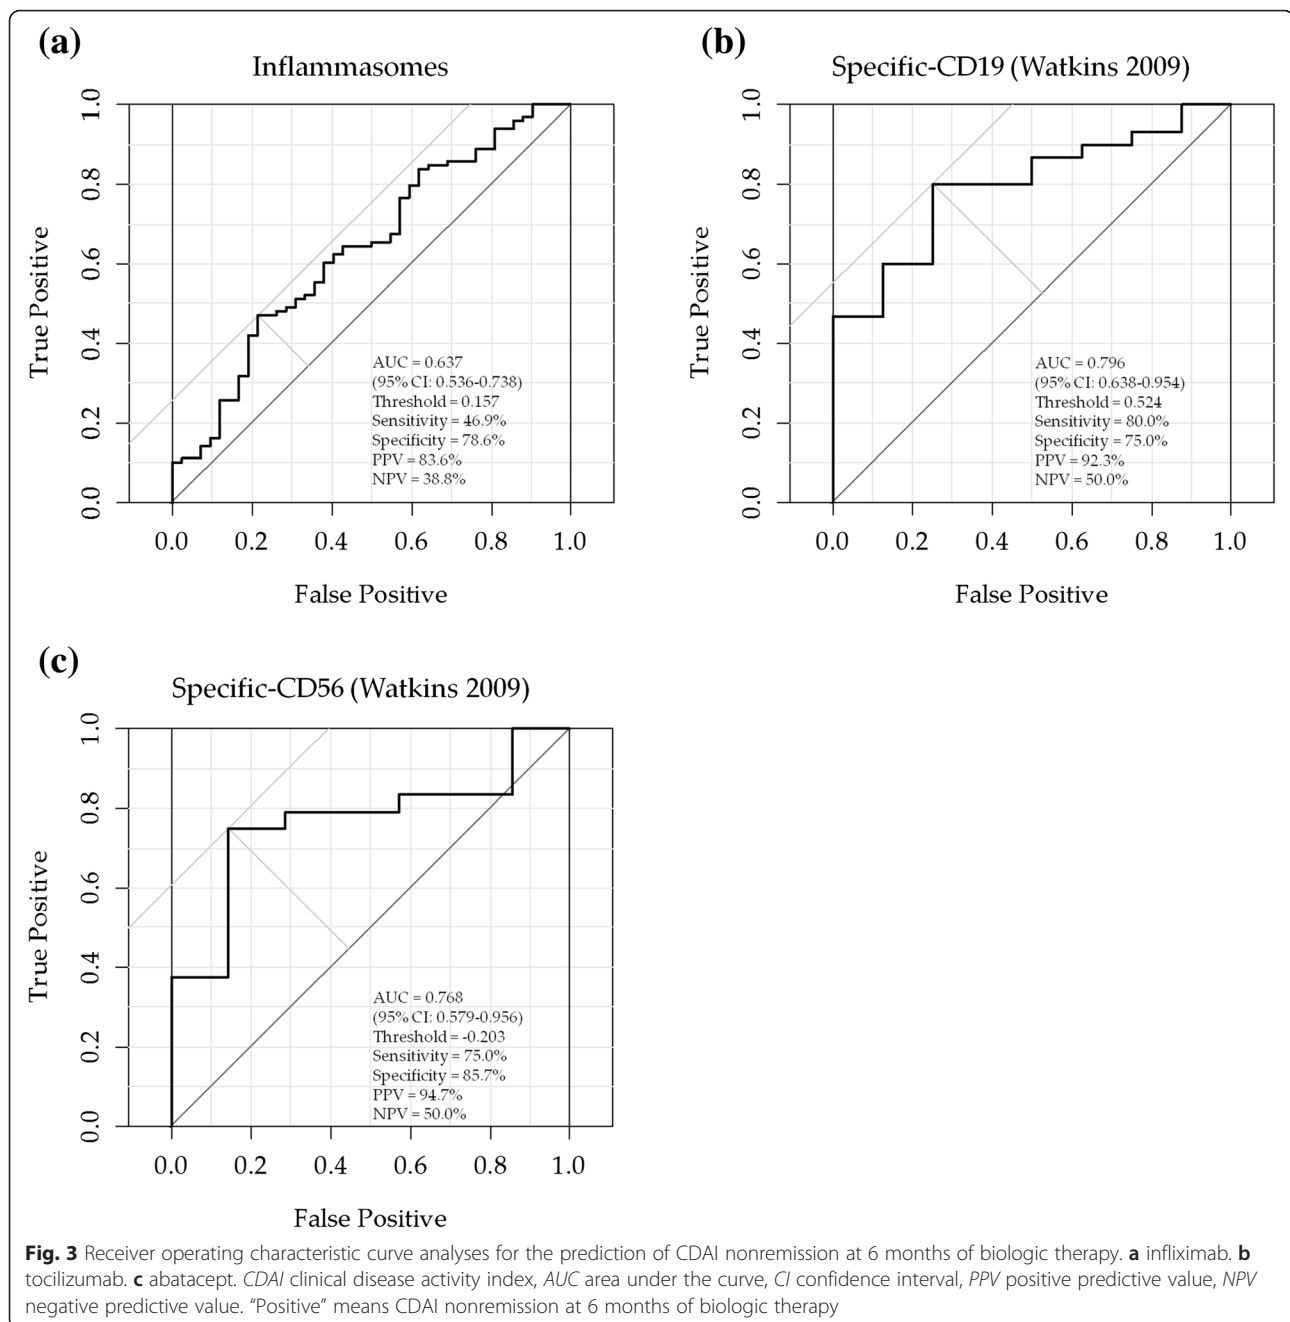 (a)
Inflammasomes
True Positive
0.0 0.2 0.4 0.6 0.8 1.0
AUC = 0.637
(95% CI: 0.536-0.738)
Threshold = 0.157
Sensitivity = 46.9%
Specificity = 78.6%
PPV = 83.6%
NPV = 38.8%
0.0 0.2 0.4 0.6 0.8 1.0
False Positive
(b)
Specific-CD19 (Watkins 2009)
True Positive
0.0 0.2 0.4 0.6 0.8 1.0
AUC = 0.796
(95% CI: 0.638-0.954)
Threshold = 0.524
Sensitivity = 80.0%
Specificity = 75.0%
PPV = 92.3%
NPV = 50.0%
0.0 0.2 0.4 0.6 0.8 1.0
False Positive
(c)
Specific-CD56 (Watkins 2009)
True Positive
0.0 0.2 0.4 0.6 0.8 1.0
AUC = 0.768
(95% CI: 0.579-0.956)
Threshold = -0.203
Sensitivity = 75.0%
Specificity = 85.7%
PPV = 94.7%
NPV = 50.0%
0.0 0.2 0.4 0.6 0.8 1.0
False Positive
Fig. 3 Receiver operating characteristic curve analyses for the prediction of CDAI nonremission at 6 months of biologic therapy. a infliximab. b
tocilizumab. c abatacept. CDAI clinical disease activity index, AUC area under the curve, CI confidence interval, PPV positive predictive value, NPV
negative predictive value. “Positive” means CDAI nonremission at 6 months of biologic therapy